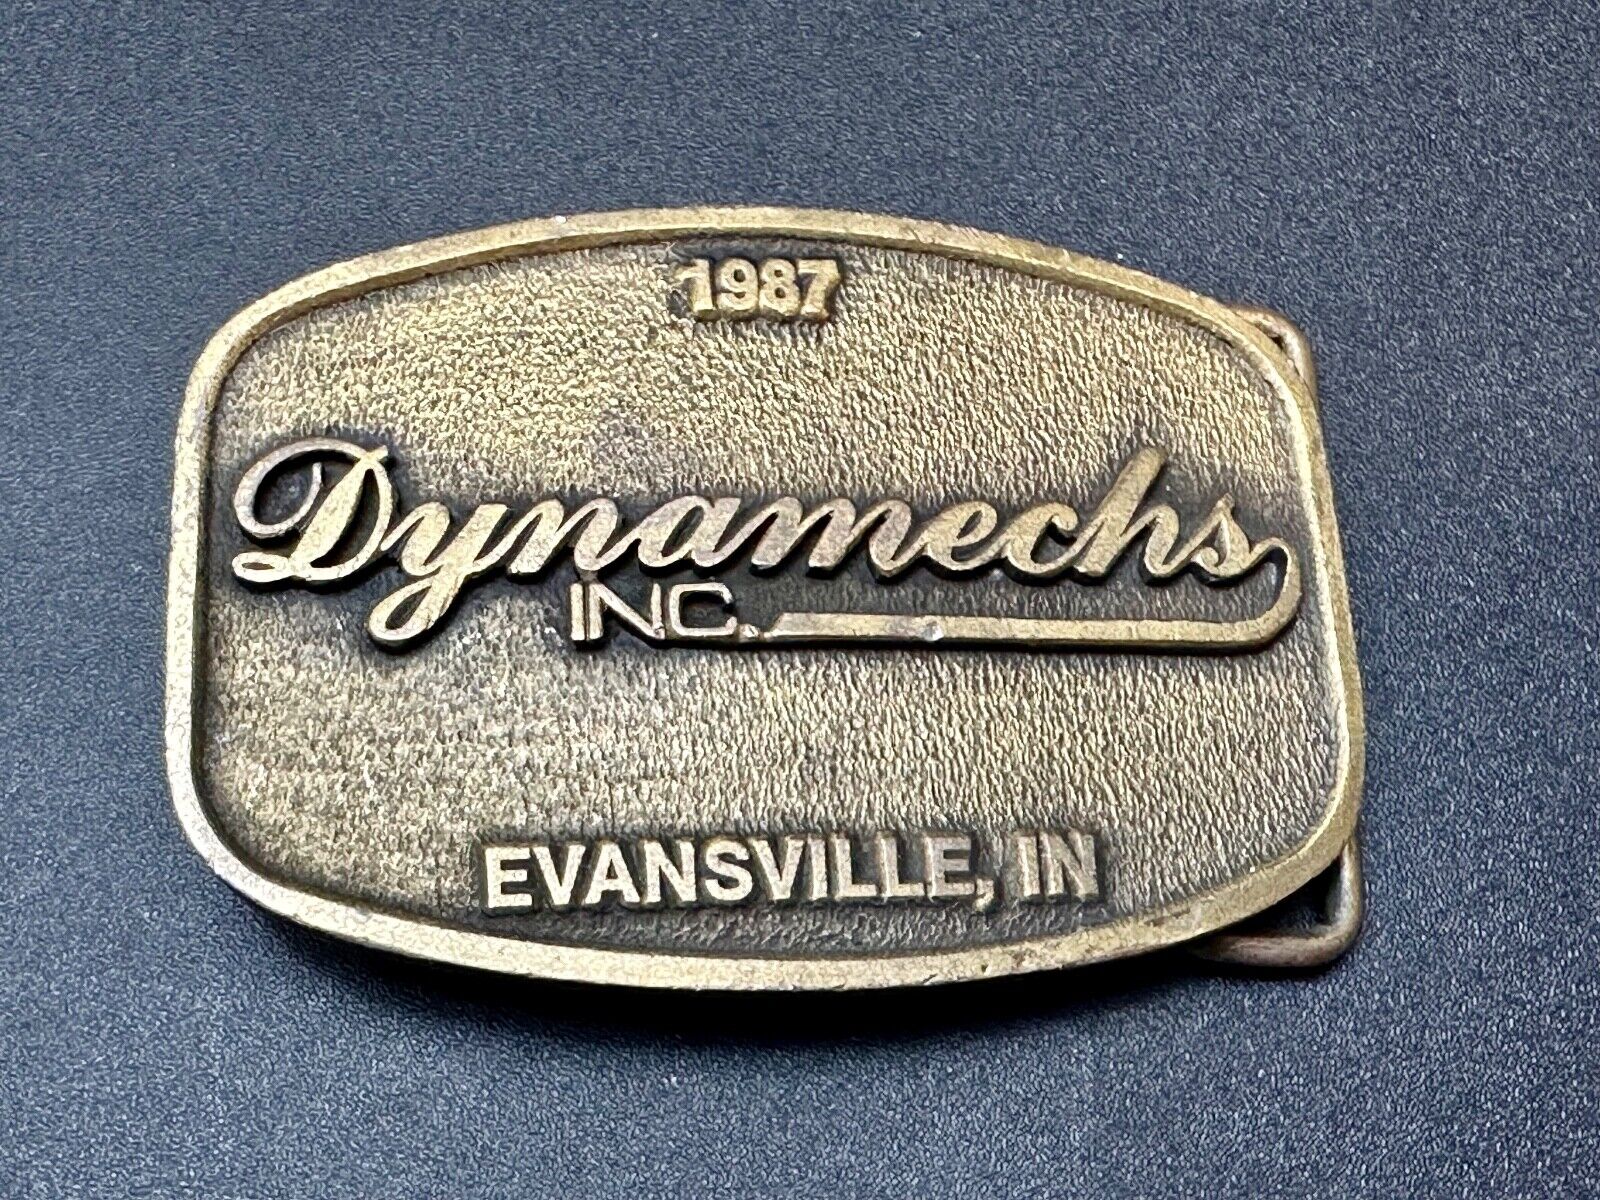 1987
Dynamechs
INC.
EVANSVILLE, IN